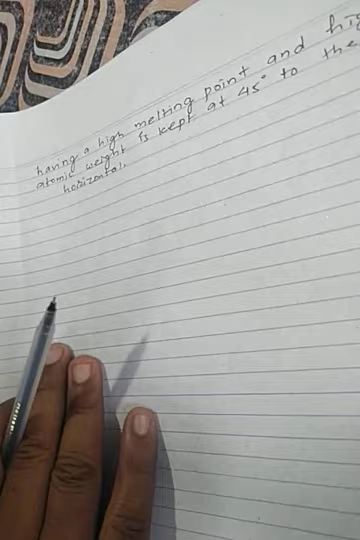 having a high melting point and hig
atomic weight is kept at 45° to the
horizontal.